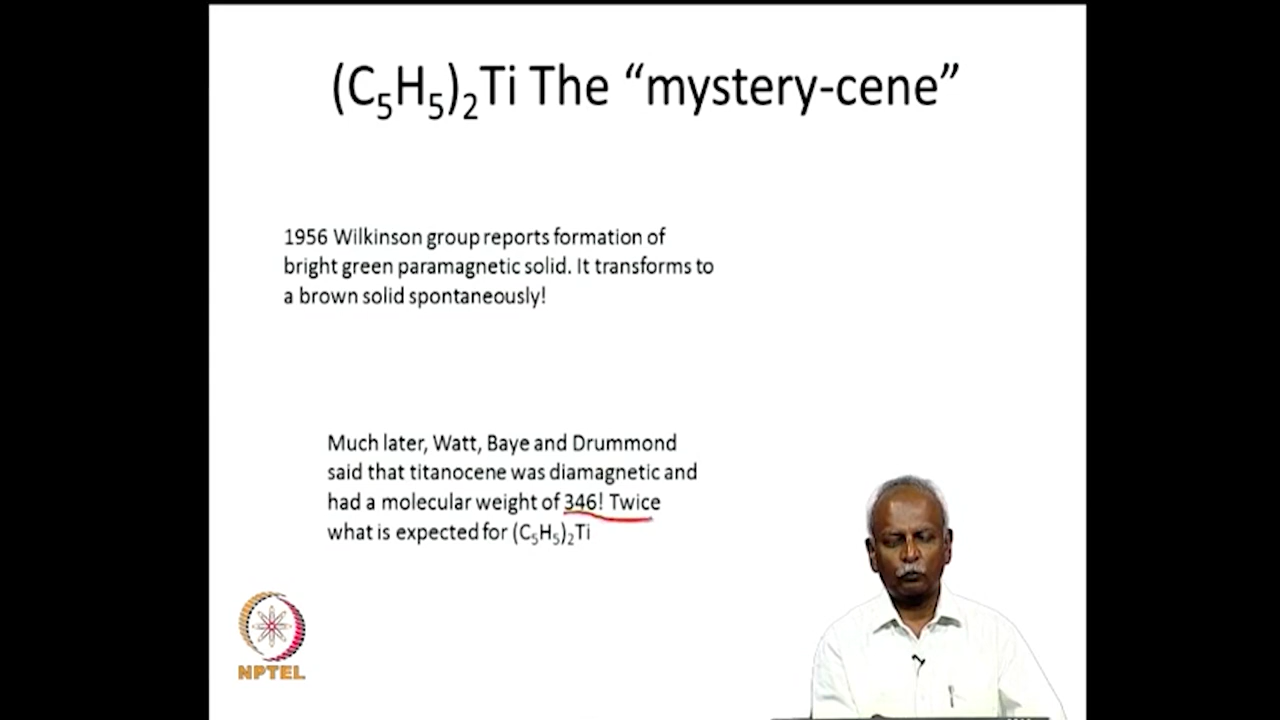 (C5H5)2Ti The “mystery-cene”
1956 Wilkinson group reports formation of
bright green paramagnetic solid. It transforms to
a brown solid spontaneously!
Much later, Watt, Baye and Drummond
said that titanocene was diamagnetic and
had a molecular weight of 346! Twice
what is expected for (C5H5)2Ti
NPTEL